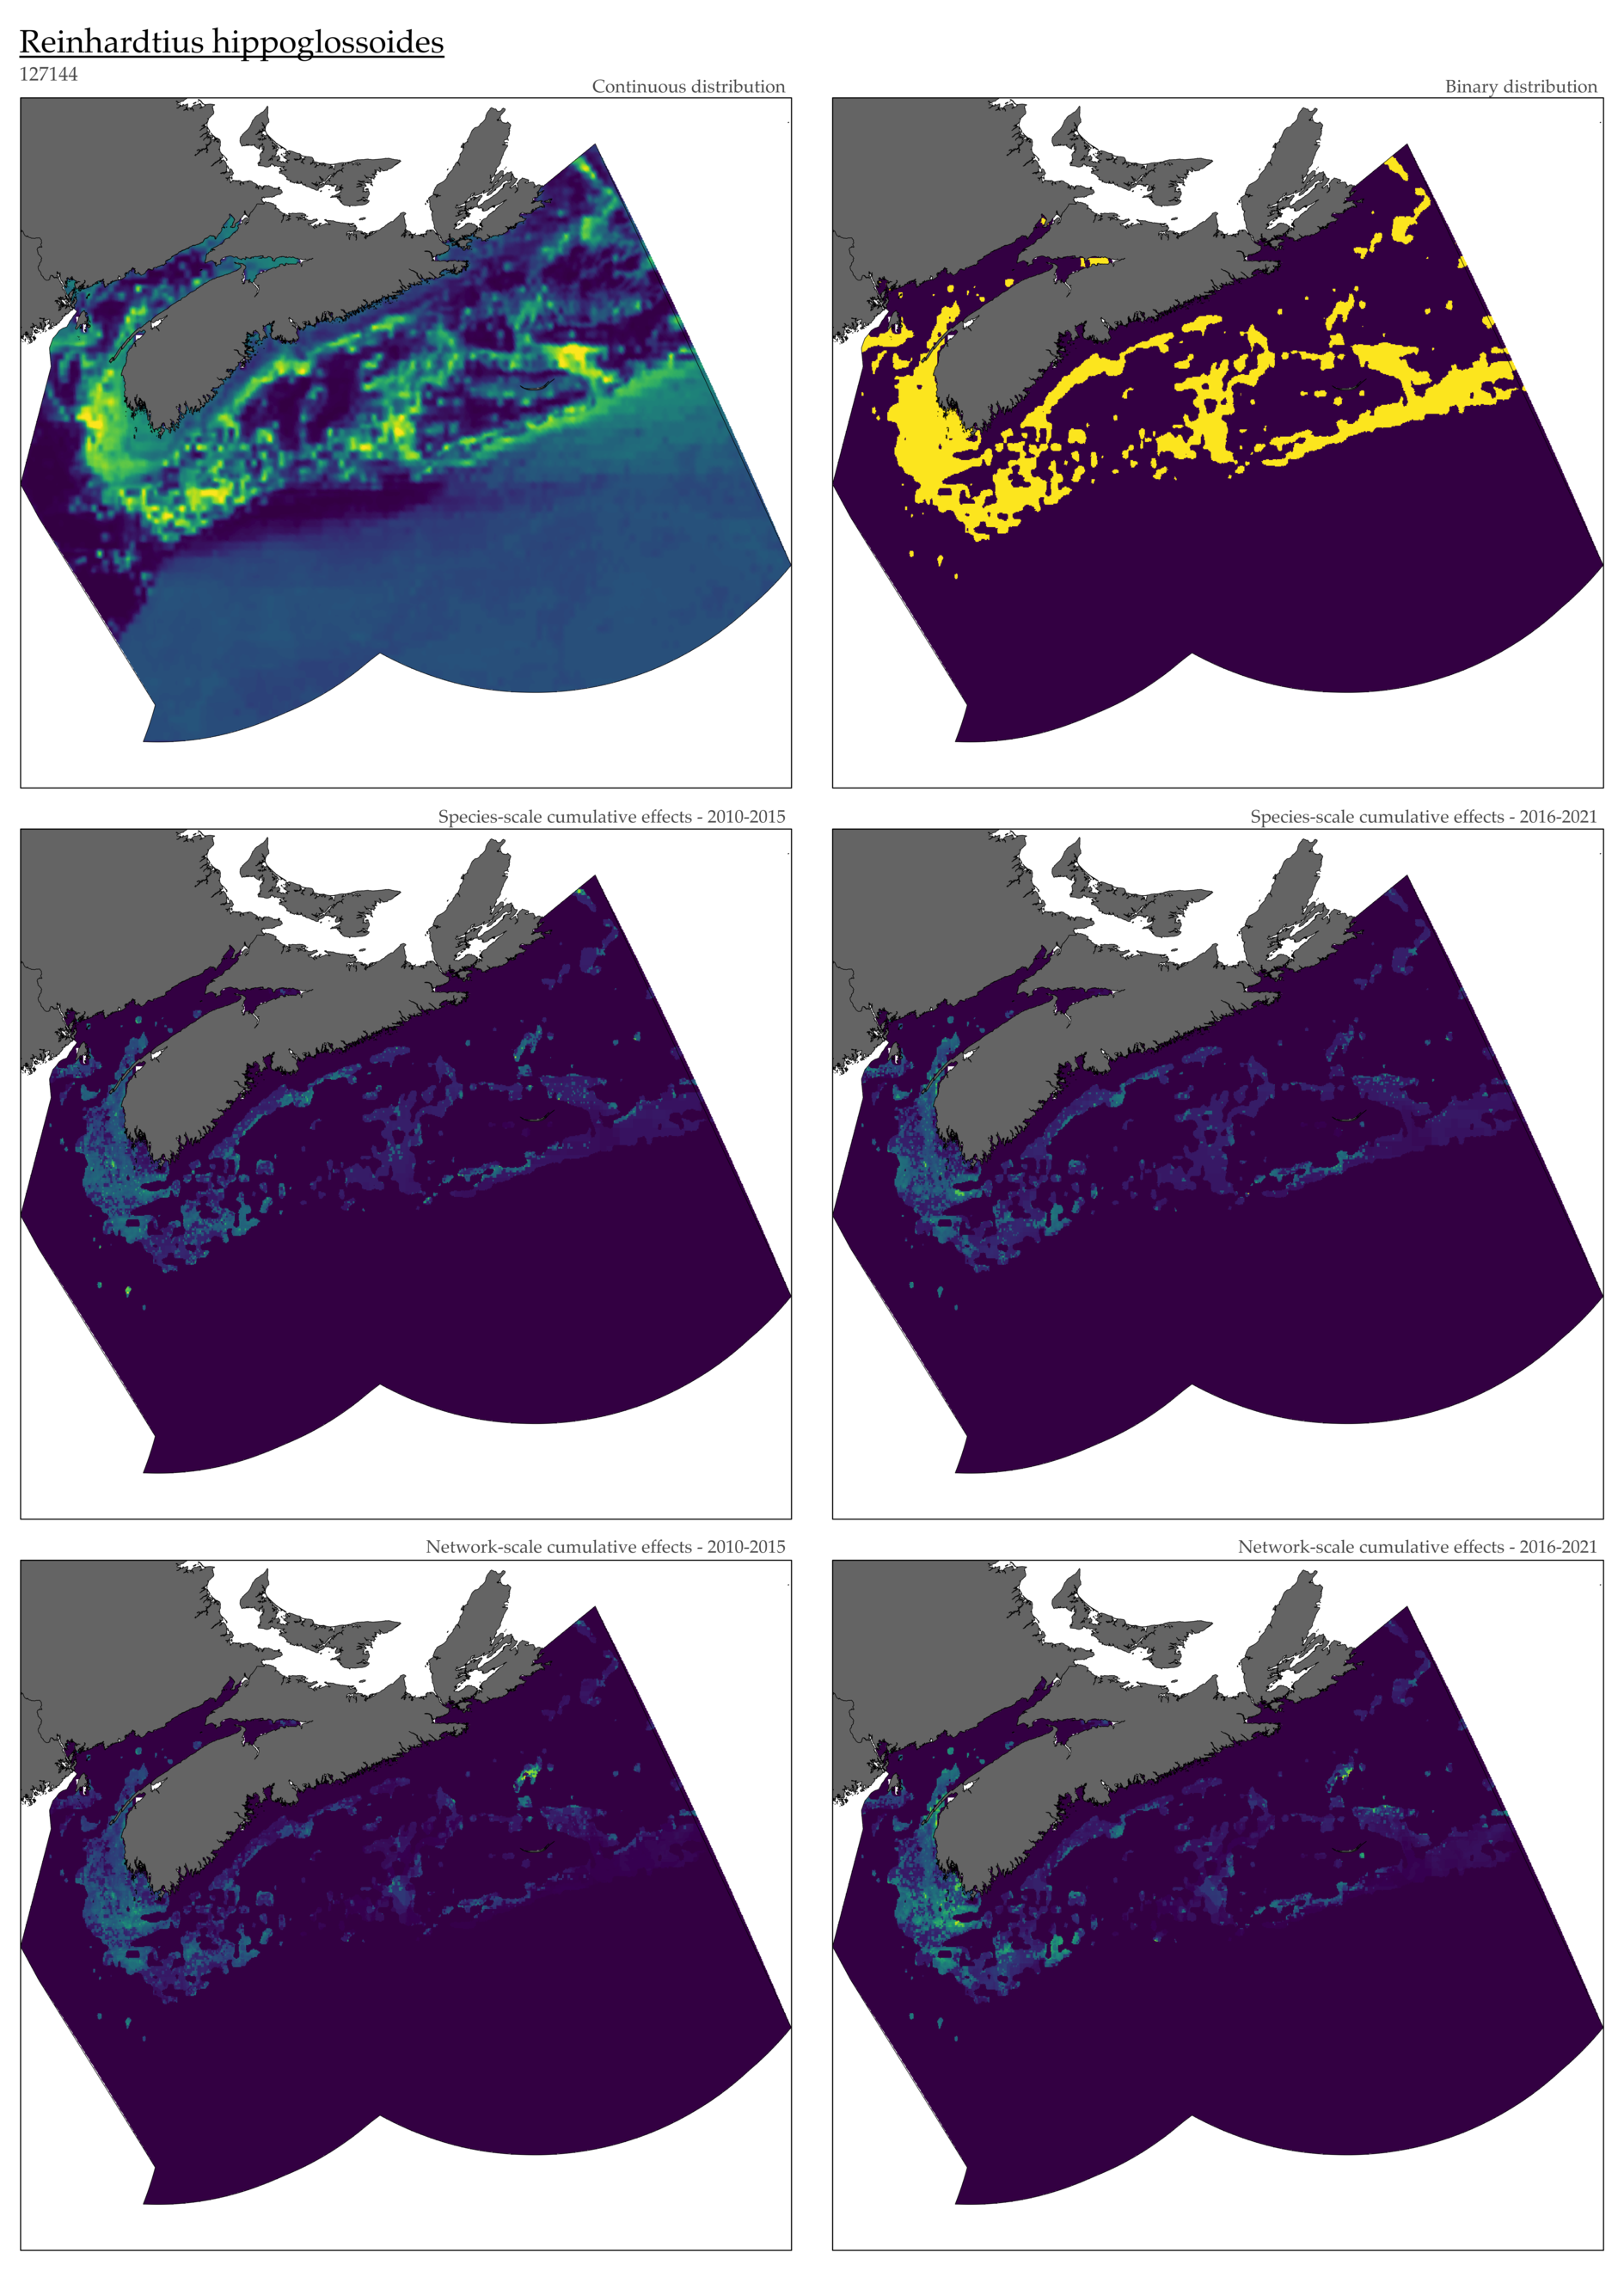 Reinhardtius hippoglossoides
127144
Continuous distribution
Binary distribution
Species-scale cumulative effects - 2010-2015
Species-scale cumulative effects - 2016-2021
Network-scale cumulative effects - 2010-2015
Network-scale cumulative effects - 2016-2021